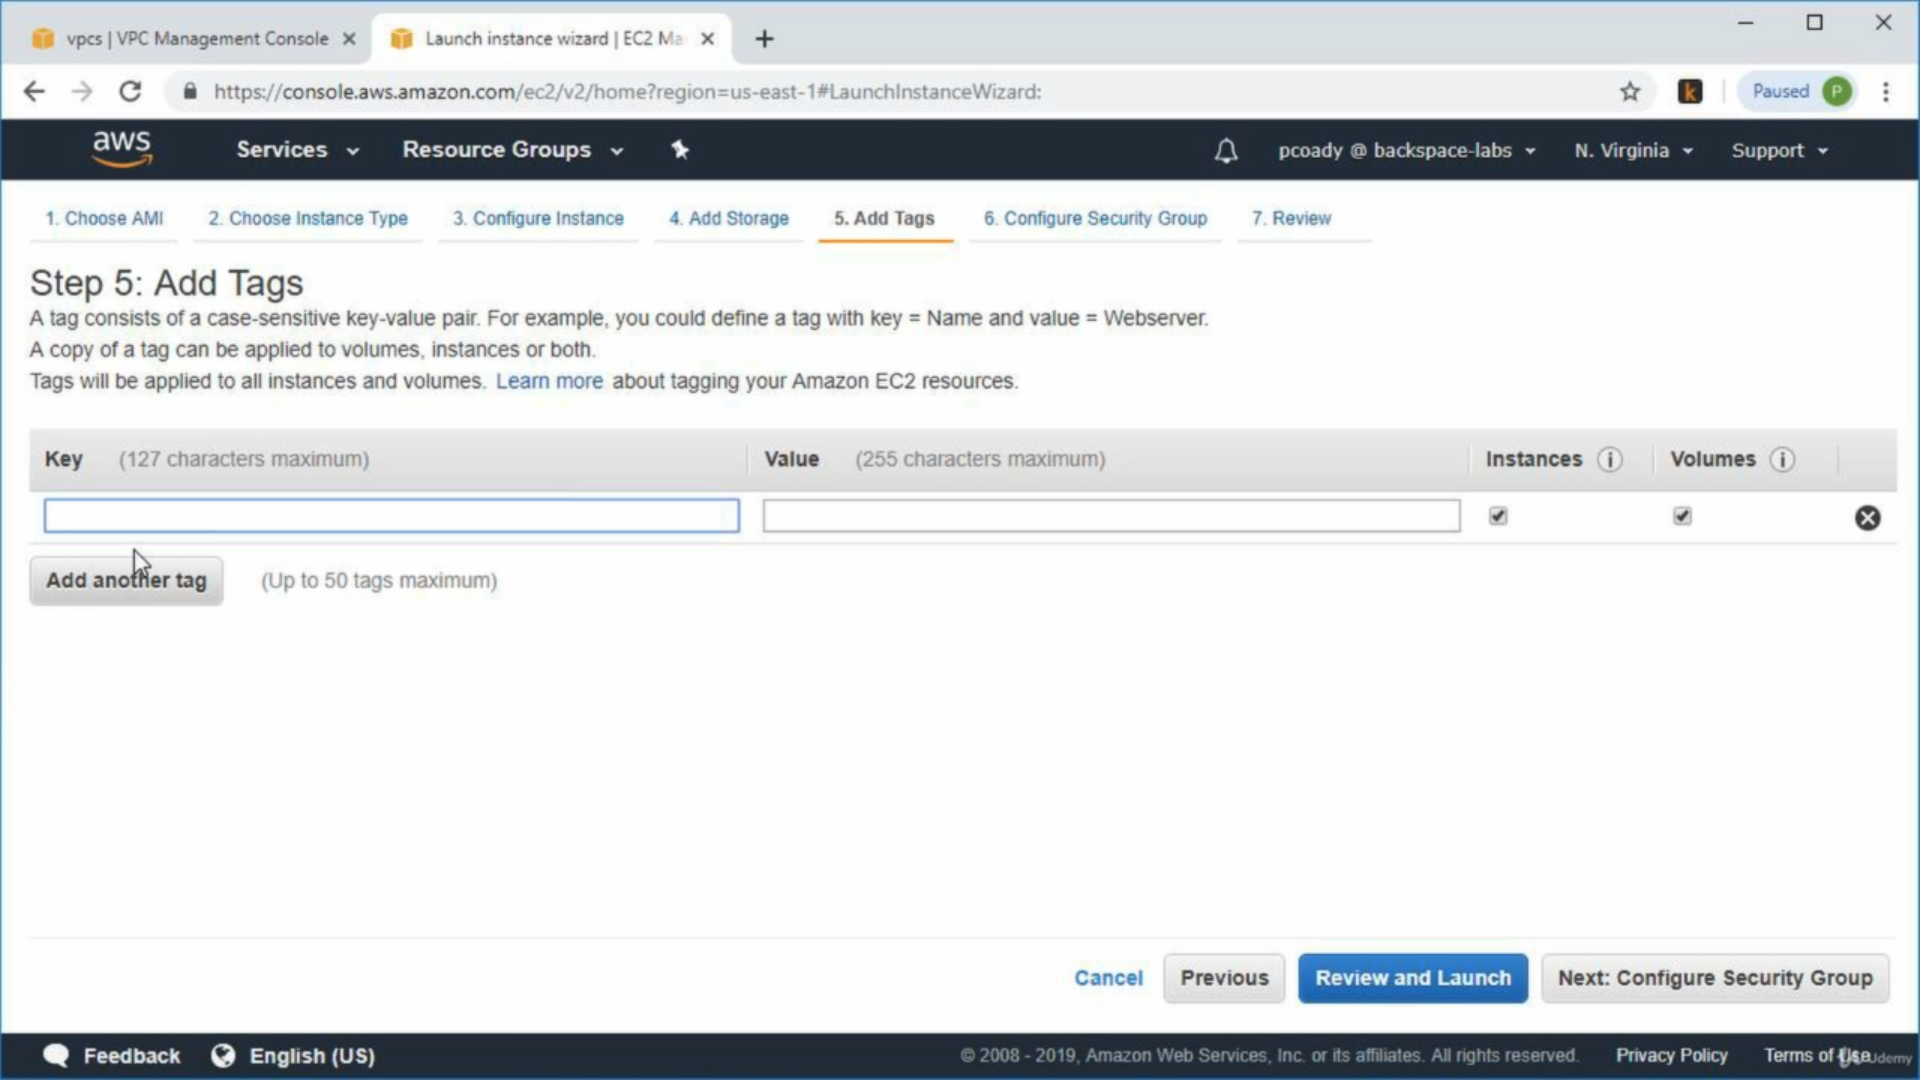 vpcs | VPC Management Console
Launch instance wizard | EC2 Ma
https://console.aws.amazon.com/ec2/v2/home?region=us-east-1#LaunchInstanceWizard:
k
Paused
P
aws
Services
Resource Groups
pcoady @ backspace-labs
N. Virginia
Support
1. Choose AMI
2. Choose Instance Type
3. Configure Instance
4. Add Storage
5. Add Tags
6. Configure Security Group
7. Review
Step 5: Add Tags
A tag consists of a case-sensitive key-value pair. For example, you could define a tag with key = Name and value = Webserver.
A copy of a tag can be applied to volumes, instances or both.
Tags will be applied to all instances and volumes. Learn more about tagging your Amazon EC2 resources.
Key (127 characters maximum)
Value (255 characters maximum)
Instances
Volumes
Add another tag
(Up to 50 tags maximum)
Cancel
Previous
Review and Launch
Next: Configure Security Group
Feedback
English (US)
© 2008 - 2019, Amazon Web Services, Inc. or its affiliates. All rights reserved.
Privacy Policy
Terms of Use
Udemy